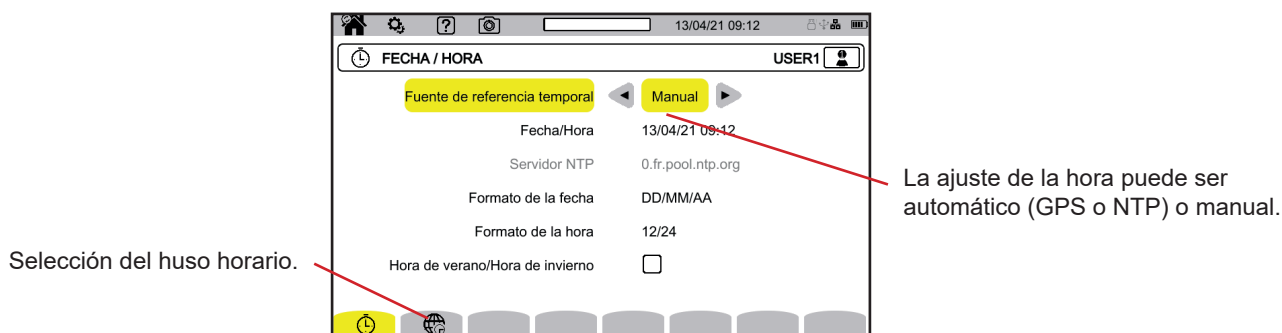 13/04/21 09:12
FECHA / HORA
USER1
Fuente de referencia temporal
Manual
Fecha/Hora
13/04/21 09:12
Servidor NTP
0.fr.pool.ntp.org
Formato de la fecha
DD/MM/AA
Formato de la hora
12/24
Hora de verano/Hora de invierno
La ajuste de la hora puede ser
automático (GPS o NTP) o manual.
Selección del huso horario.